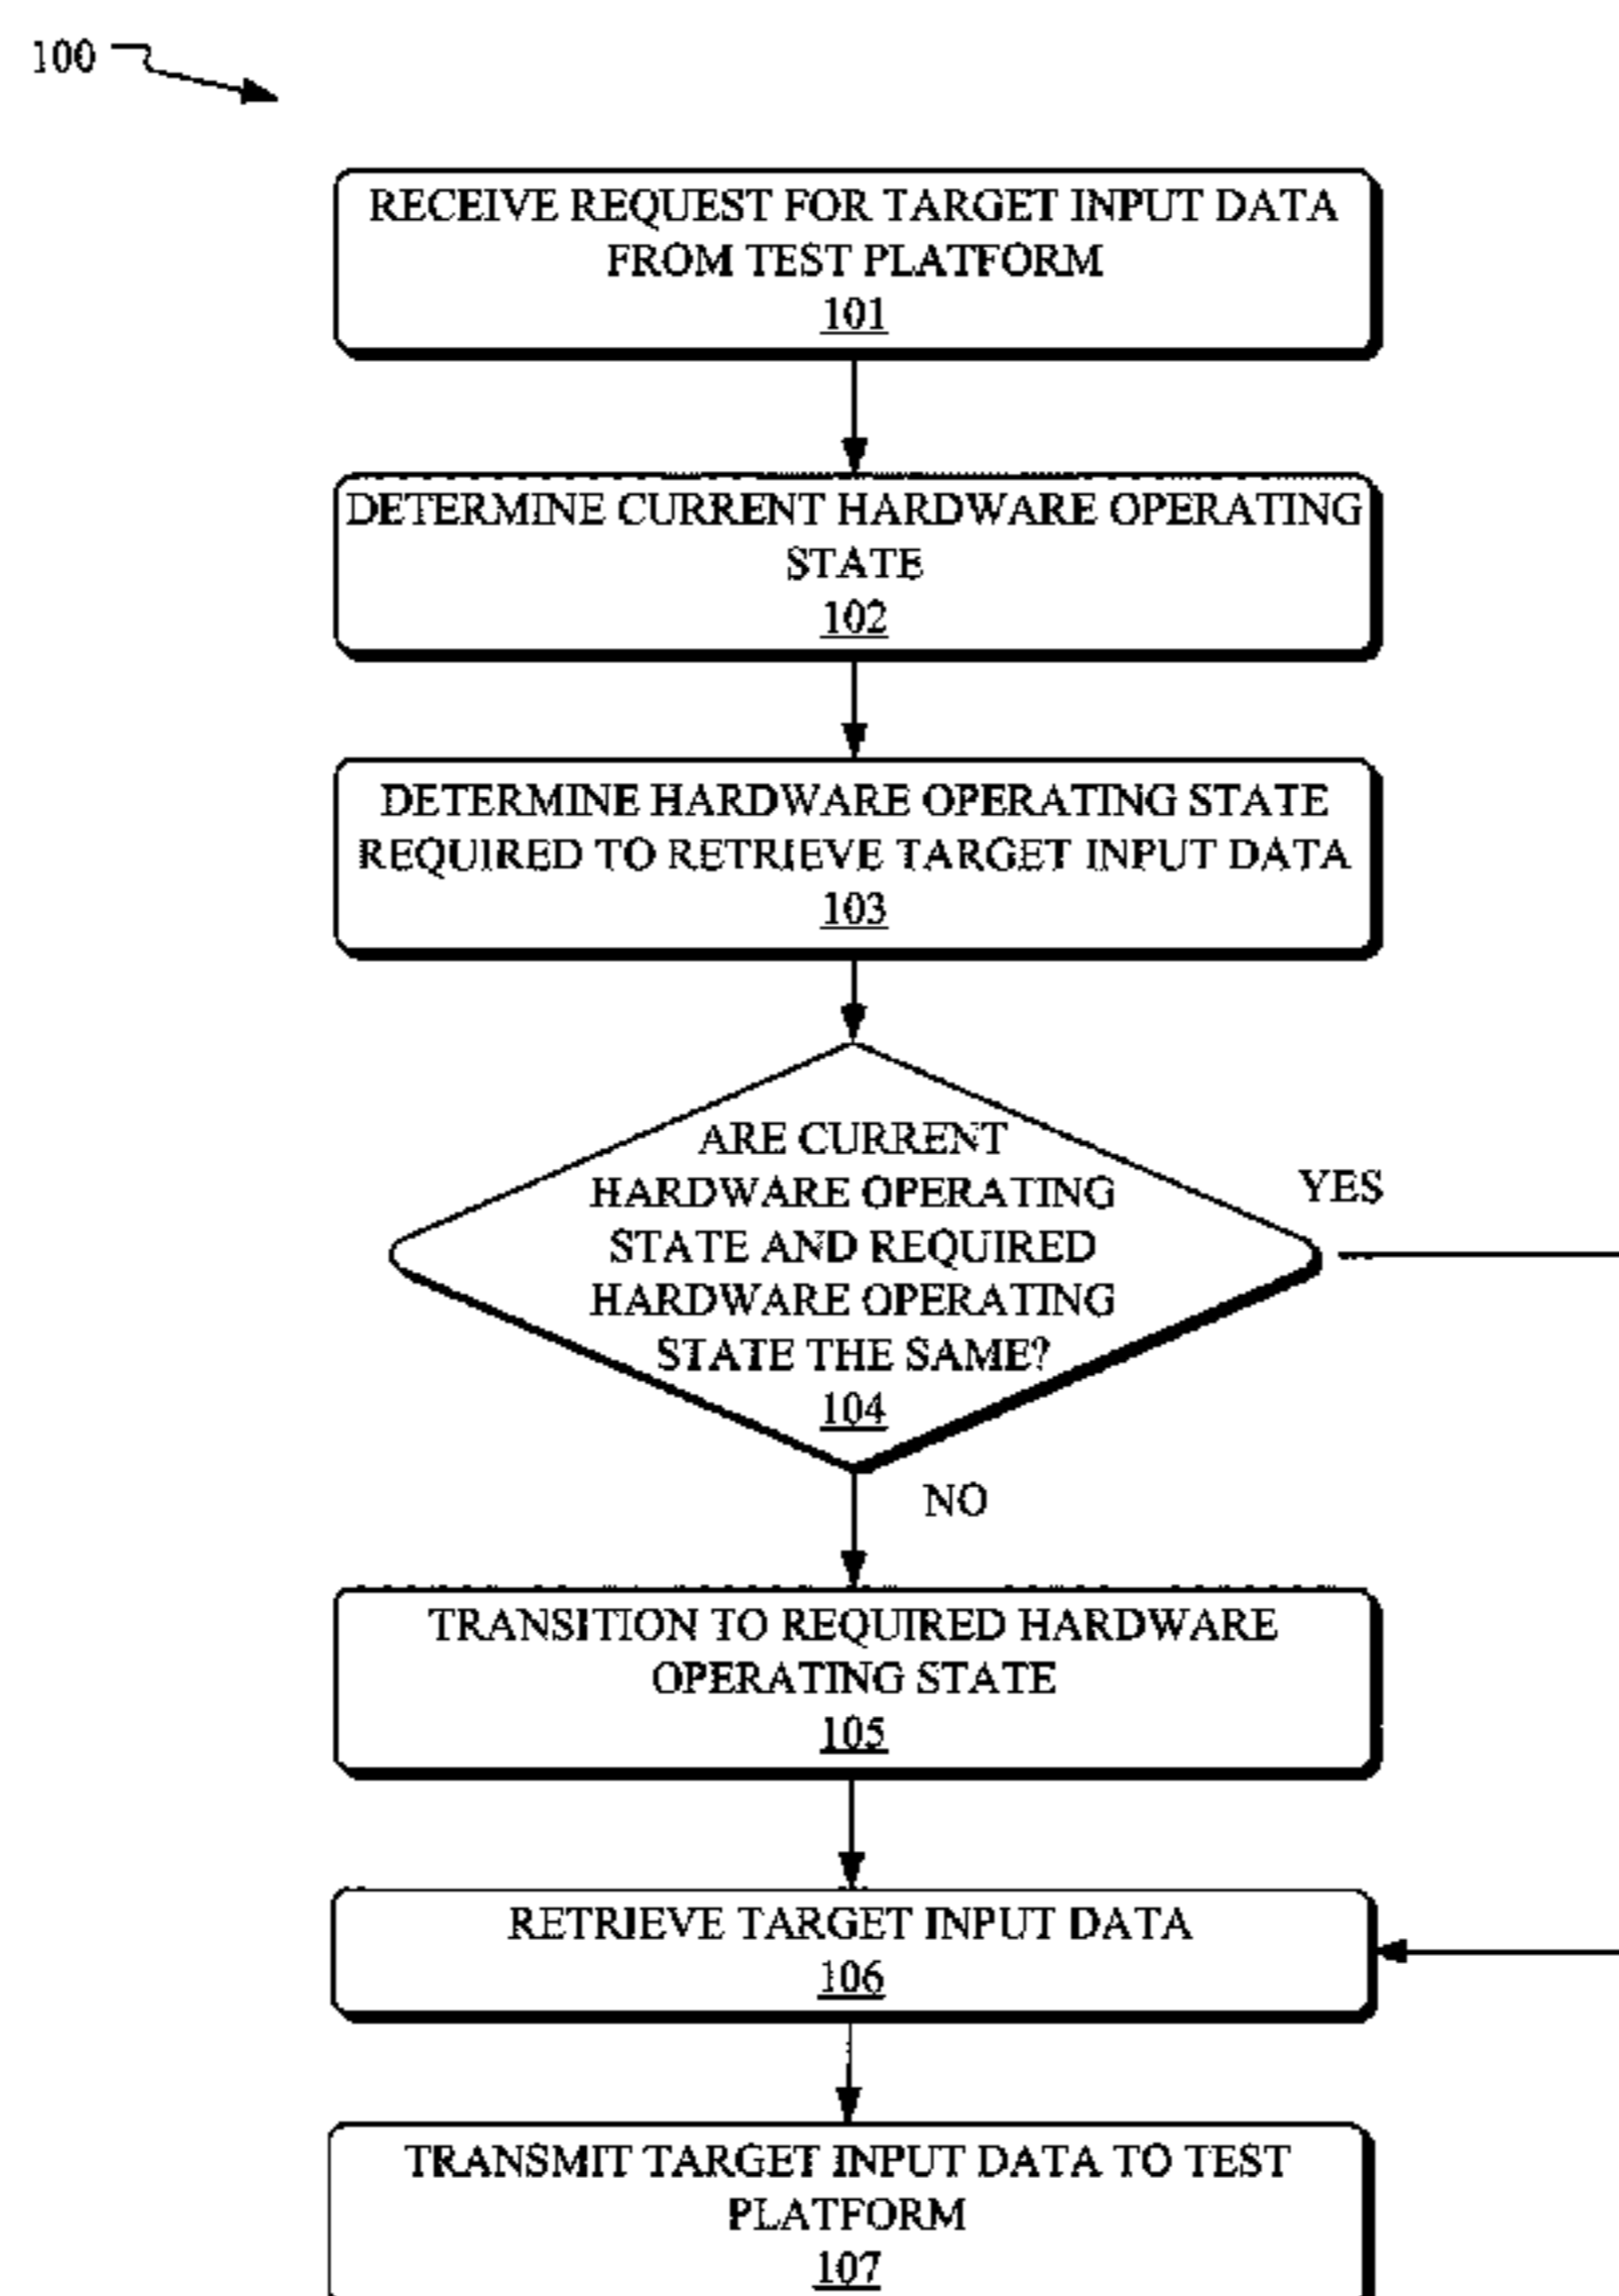 100
RECEIVE REQUEST FOR TARGET INPUT DATA
FROM TEST PLATFORM
101
DETERMINE CURRENT HARDWARE OPERATING
STATE
102
DETERMINE HARDWARE OPERATING STATE
REQUIRED TO RETRIEVE TARGET INPUT DATA
103
ARE CURRENT
HARDWARE OPERATING
STATE AND REQUIRED
HARDWARE OPERATING
STATE THE SAME?
104
YES
NO
TRANSITION TO REQUIRED HARDWARE
OPERATING STATE
105
RETRIEVE TARGET INPUT DATA
106
TRANSMIT TARGET INPUT DATA TO TEST
PLATFORM
107